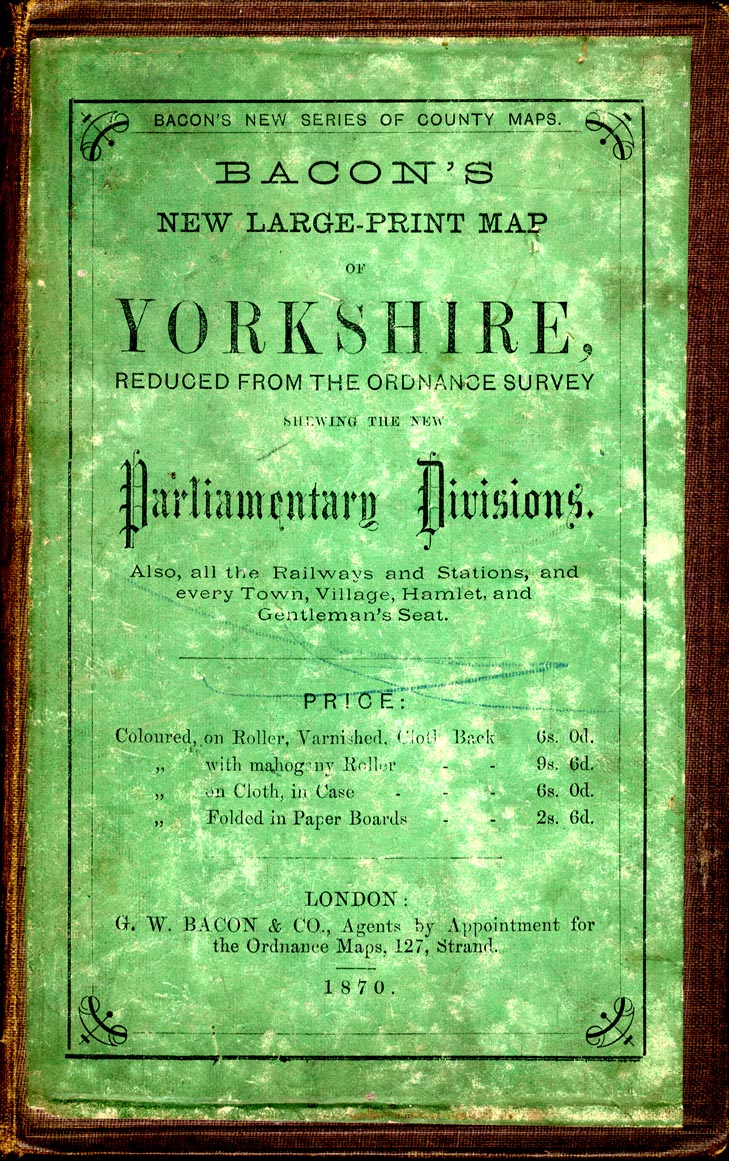 BACON'S NEW SERIES OF COUNTY MAPS.
BACON'S
NEW LARGE-PRINT MAP
OF
YORKSHIRE,
REDUCED FROM THE ORDNANCE SURVEY
SHEWING THE NEW
Parliamentary Divisions.
Also, all the Railways and Stations, and
every Town, Village, Hamlet, and
Gentleman's Seat.
PRICE:
Coloured, on Roller, Varnished, Cloth Back 6s. 0d.
„ with mahogany Roller - - 9s. 6d.
„ on Cloth, in Case - - - 6s. 0d.
„ Folded in Paper Boards - - 2s. 6d.
LONDON:
G. W. BACON & CO., Agents by Appointment for
the Ordnance Maps, 127, Strand.
1870.